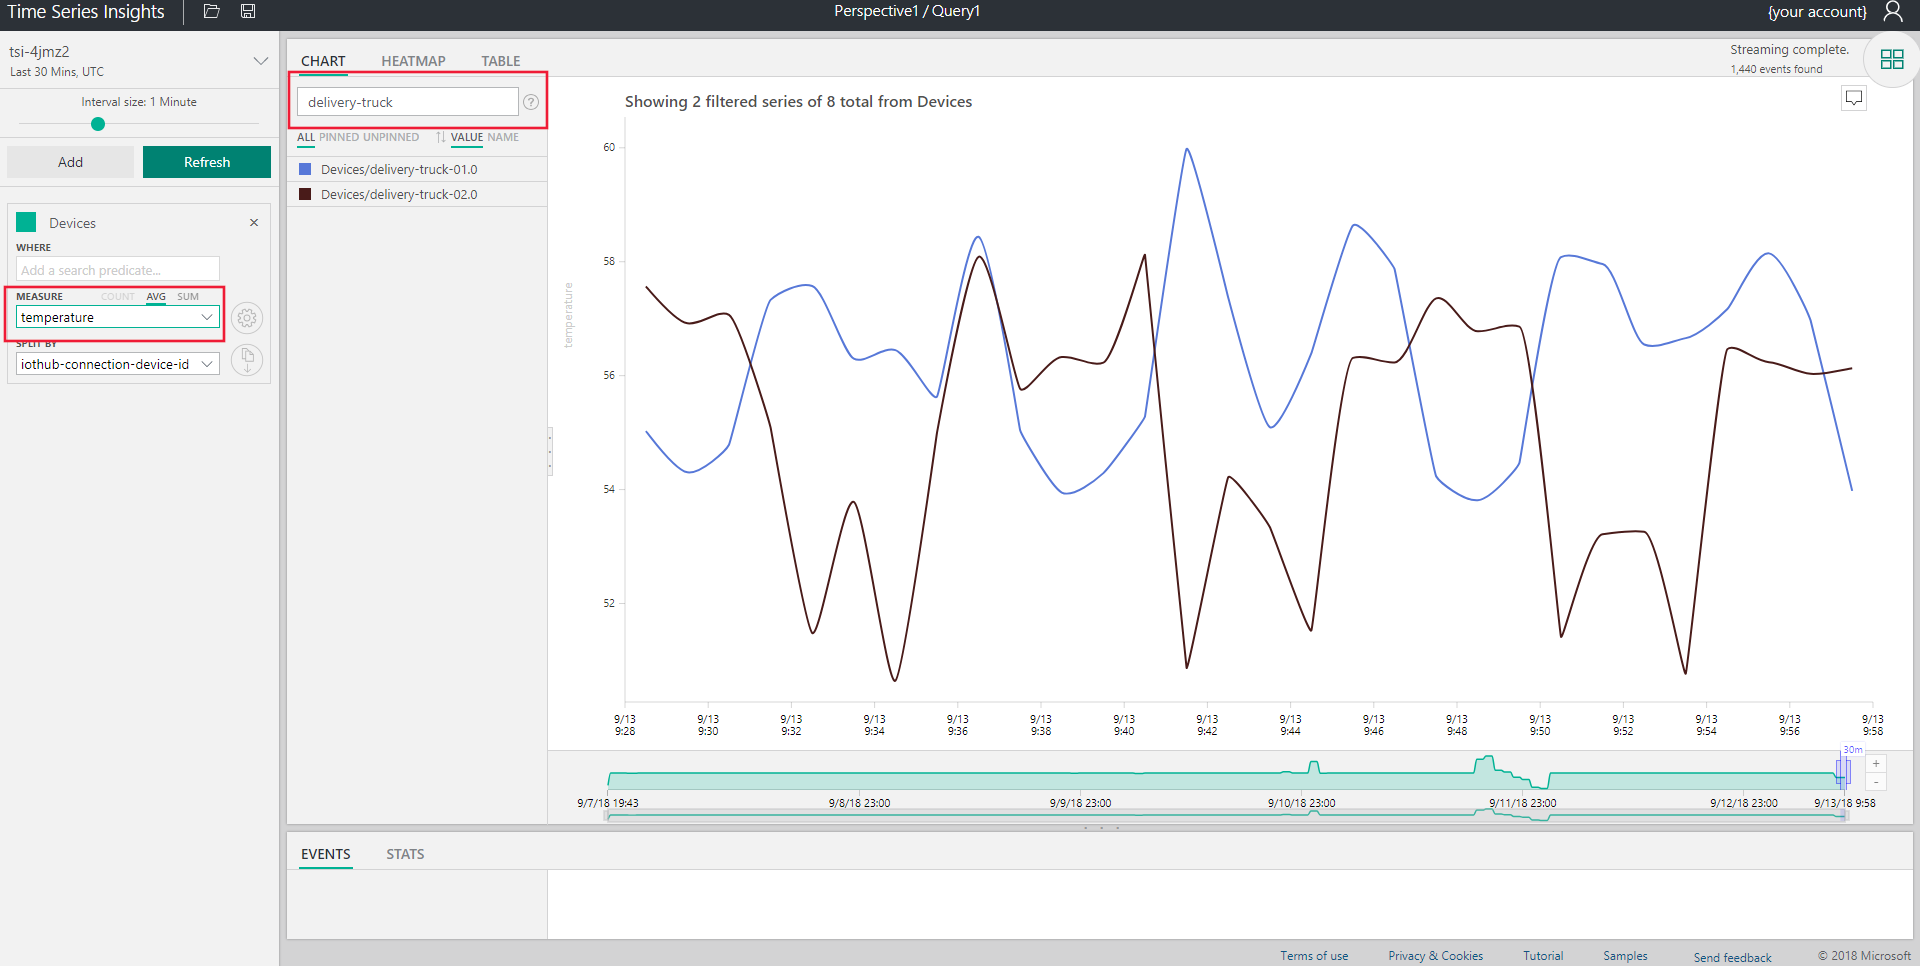 Time Series Insights
Perspective1 / Query1
{your account}
tsi-4jmz2
Last 30 Mins, UTC
Interval size: 1 Minute
Add
Refresh
Devices
×
WHERE
Add a search predicate...
MEASURE COUNT AVG SUM
temperature
SPLIT BY
iothub-connection-device-id
CHART HEATMAP TABLE
Streaming complete.
1,440 events found
delivery-truck
?
ALL PINNED UNPINNED VALUE NAME
Devices/delivery-truck-01.0
Devices/delivery-truck-02.0
Showing 2 filtered series of 8 total from Devices
temperature
60
58
56
54
52
9/13 9/13 9/13 9/13 9/13 9/13 9/13 9/13 9/13 9/13 9/13 9/13 9/13 9/13 9/13 9/13
9:28 9:30 9:32 9:34 9:36 9:38 9:40 9:42 9:44 9:46 9:48 9:50 9:52 9:54 9:56 9:58
30m
+
-
9/7/18 19:43 9/8/18 23:00 9/9/18 23:00 9/10/18 23:00 9/11/18 23:00 9/12/18 23:00 9/13/18 9:58
EVENTS STATS
Terms of use Privacy & Cookies Tutorial Samples Send feedback © 2018 Microsoft